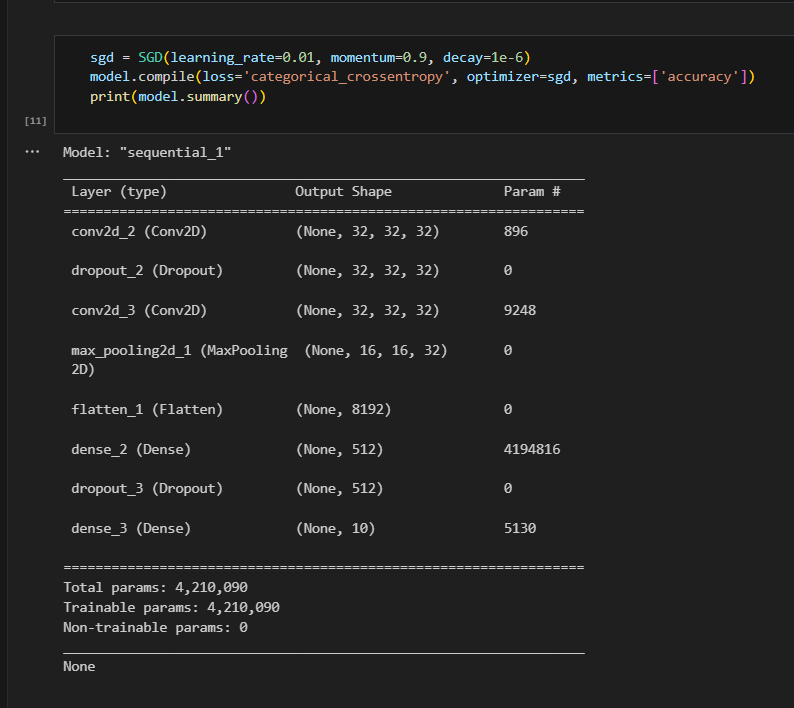 sgd = SGD(learning_rate=0.01, momentum=0.9, decay=1e-6)
model.compile(loss='categorical_crossentropy', optimizer=sgd, metrics=['accuracy'])
print(model.summary())
[11]
... Model: "sequential_1"
Layer (type) Output Shape Param #
=================================================================
conv2d_2 (Conv2D) (None, 32, 32, 32) 896
dropout_2 (Dropout) (None, 32, 32, 32) 0
conv2d_3 (Conv2D) (None, 32, 32, 32) 9248
max_pooling2d_1 (MaxPooling (None, 16, 16, 32) 0
2D)
flatten_1 (Flatten) (None, 8192) 0
dense_2 (Dense) (None, 512) 4194816
dropout_3 (Dropout) (None, 512) 0
dense_3 (Dense) (None, 10) 5130
=================================================================
Total params: 4,210,090
Trainable params: 4,210,090
Non-trainable params: 0
_________________________________________________________________
None